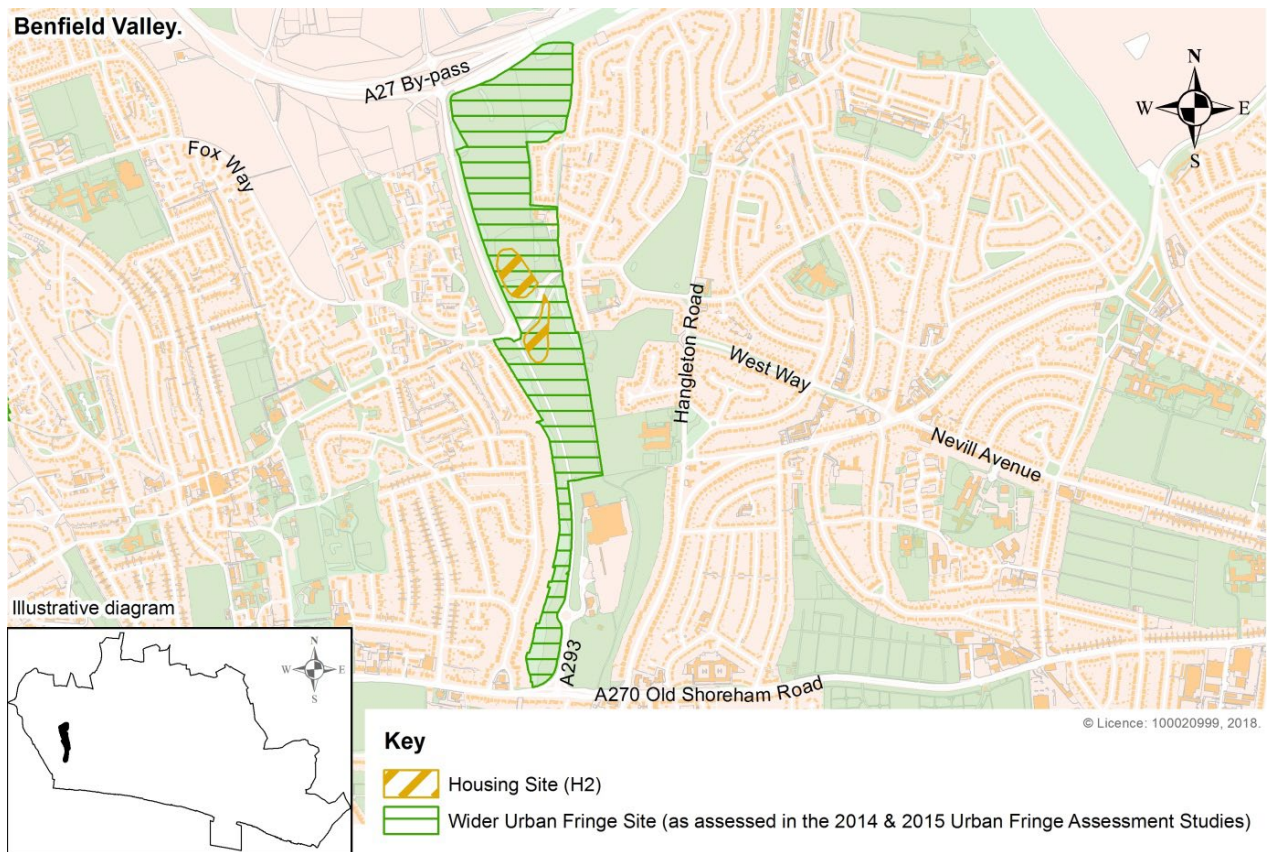 Benfield Valley.
A27 By-pass
N
W E
S
Fox Way
Hangleton Road
West Way
Nevill Avenue
Illustrative diagram
N
W E
S
A293
A270 Old Shoreham Road
© Licence: 100020999, 2018.
Key
Housing Site (H2)
Wider Urban Fringe Site (as assessed in the 2014 & 2015 Urban Fringe Assessment Studies)